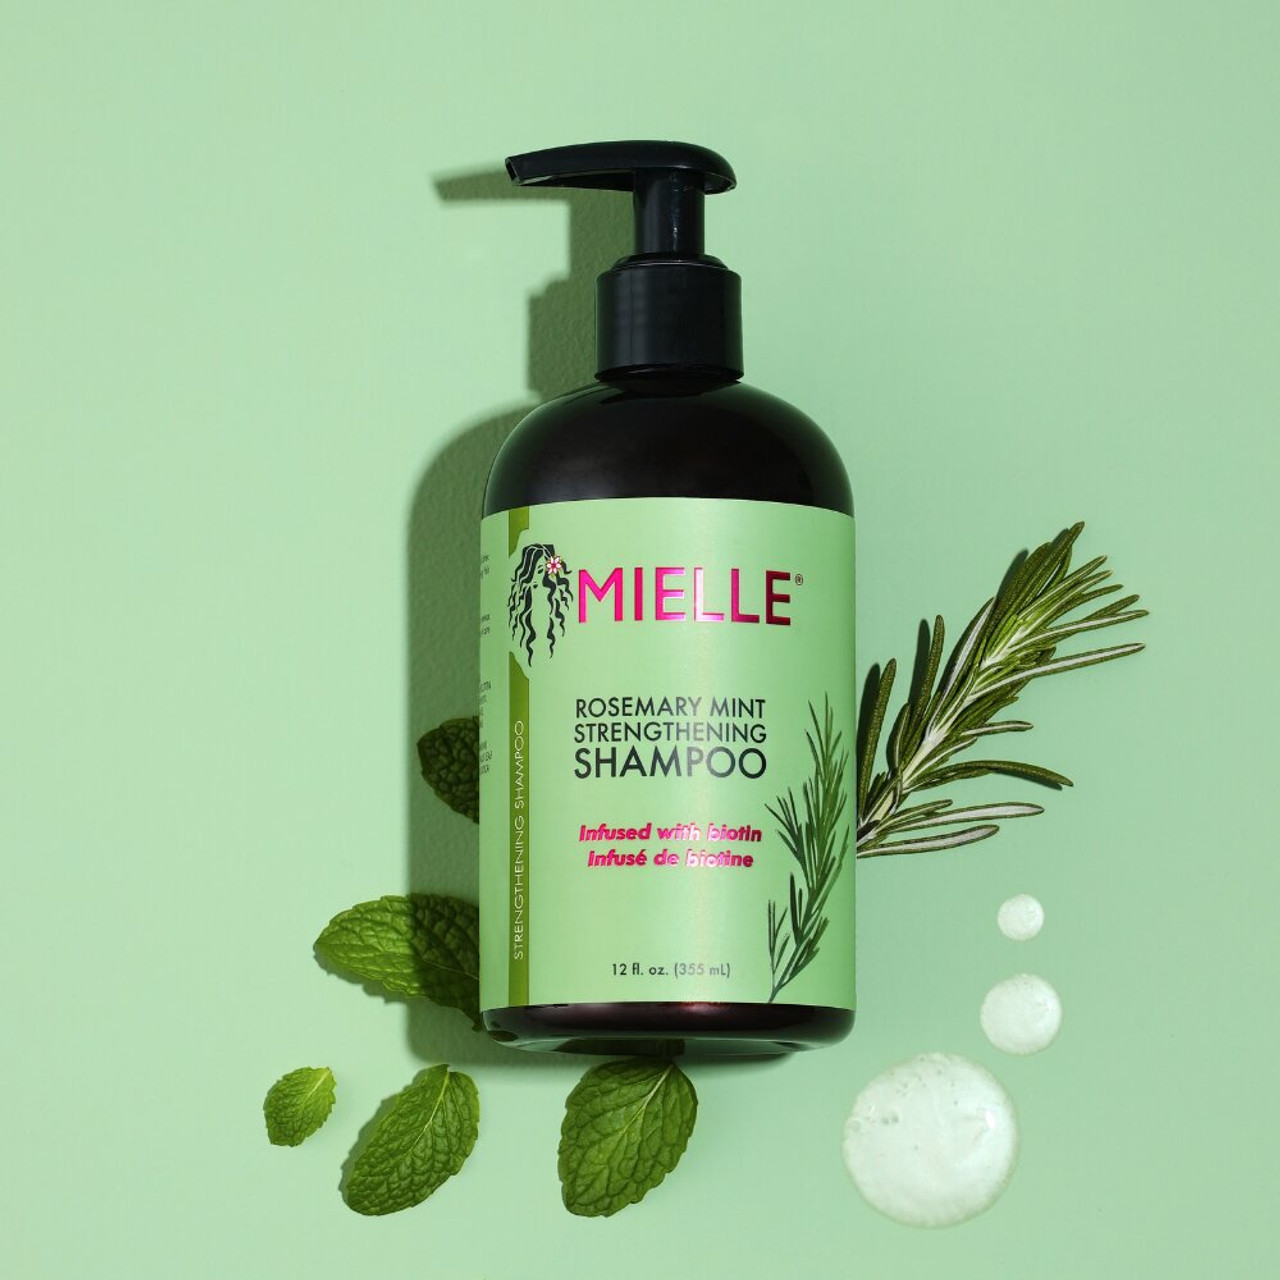 MIELLE®
ROSEMARY MINT
STRENGTHENING
SHAMPOO
Infused with biotin
Infusé de biotine
12 fl. oz. (355 mL)
STRENGTHENING SHAMPOO